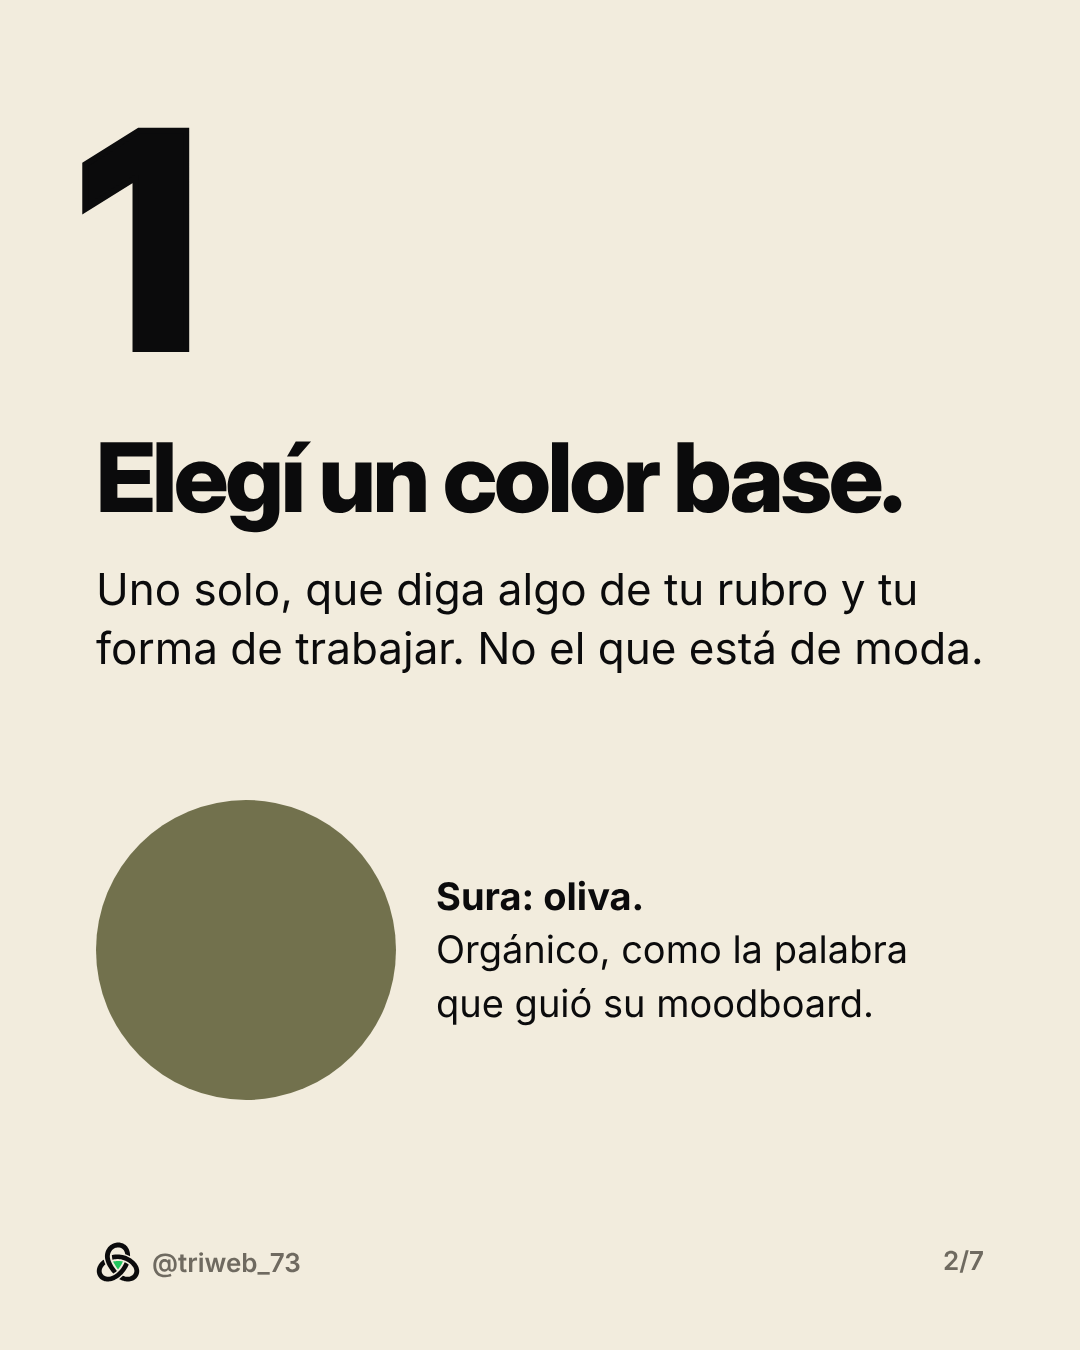 1
Elegí un color base.
Uno solo, que diga algo de tu rubro y tu
forma de trabajar. No el que está de moda.
Sura: oliva.
Orgánico, como la palabra
que guió su moodboard.
@triweb_73
2/7